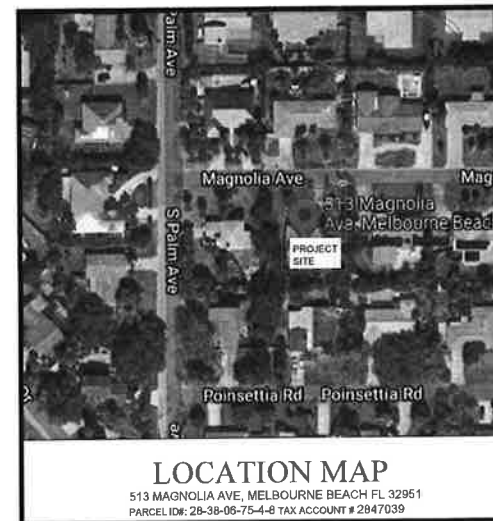 Palm Ave
Magnolia Ave
Mag
513 Magnolia
Ave, Melbourne Beach
S Palm Ave
PROJECT
SITE
Poinsettia Rd
Poinsettia Rd
LOCATION MAP
513 MAGNOLIA AVE, MELBOURNE BEACH FL 32951
PARCEL ID#: 28-38-06-75-4-8 TAX ACCOUNT # 2847039